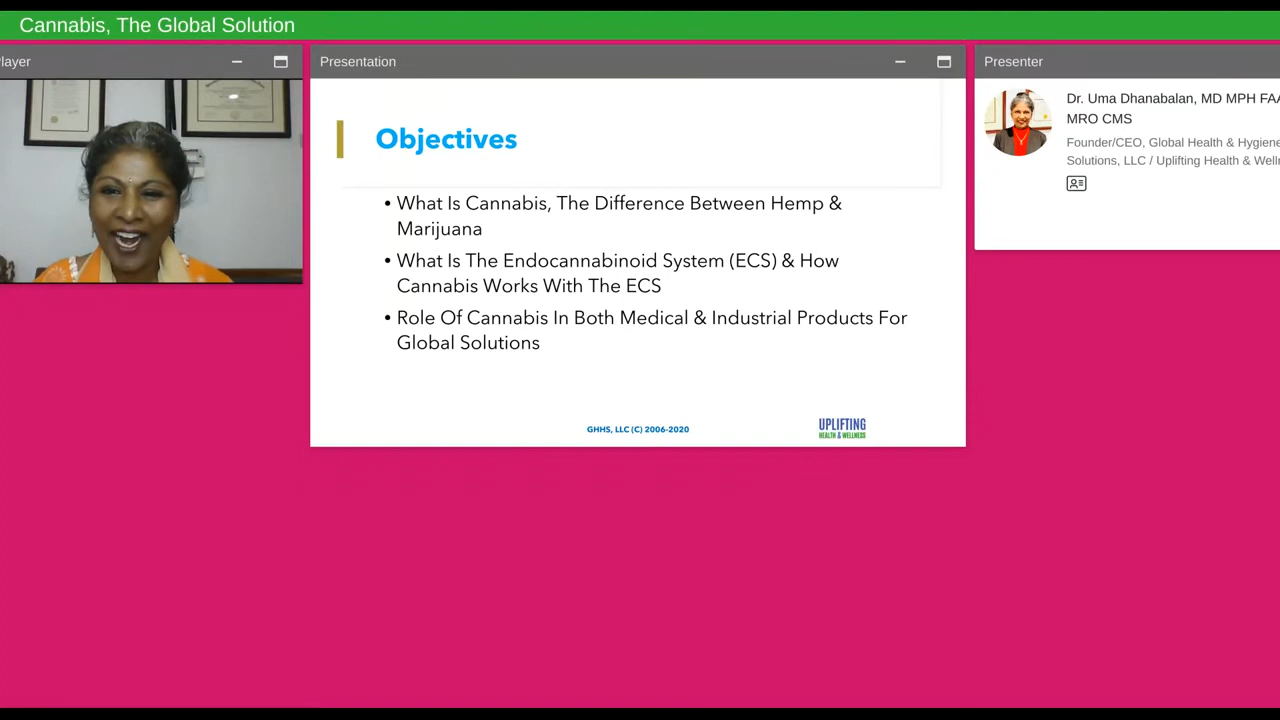 Cannabis, The Global Solution
layer
Presentation
Objectives
• What Is Cannabis, The Difference Between Hemp &
Marijuana
• What Is The Endocannabinoid System (ECS) & How
Cannabis Works With The ECS
• Role Of Cannabis In Both Medical & Industrial Products For
Global Solutions
GHHS, LLC (C) 2006-2020
UPLIFTING
HEALTH & WELLNESS
Presenter
Dr. Uma Dhanabalan, MD MPH FAA
MRO CMS
Founder/CEO, Global Health & Hygiene
Solutions, LLC / Uplifting Health & Well